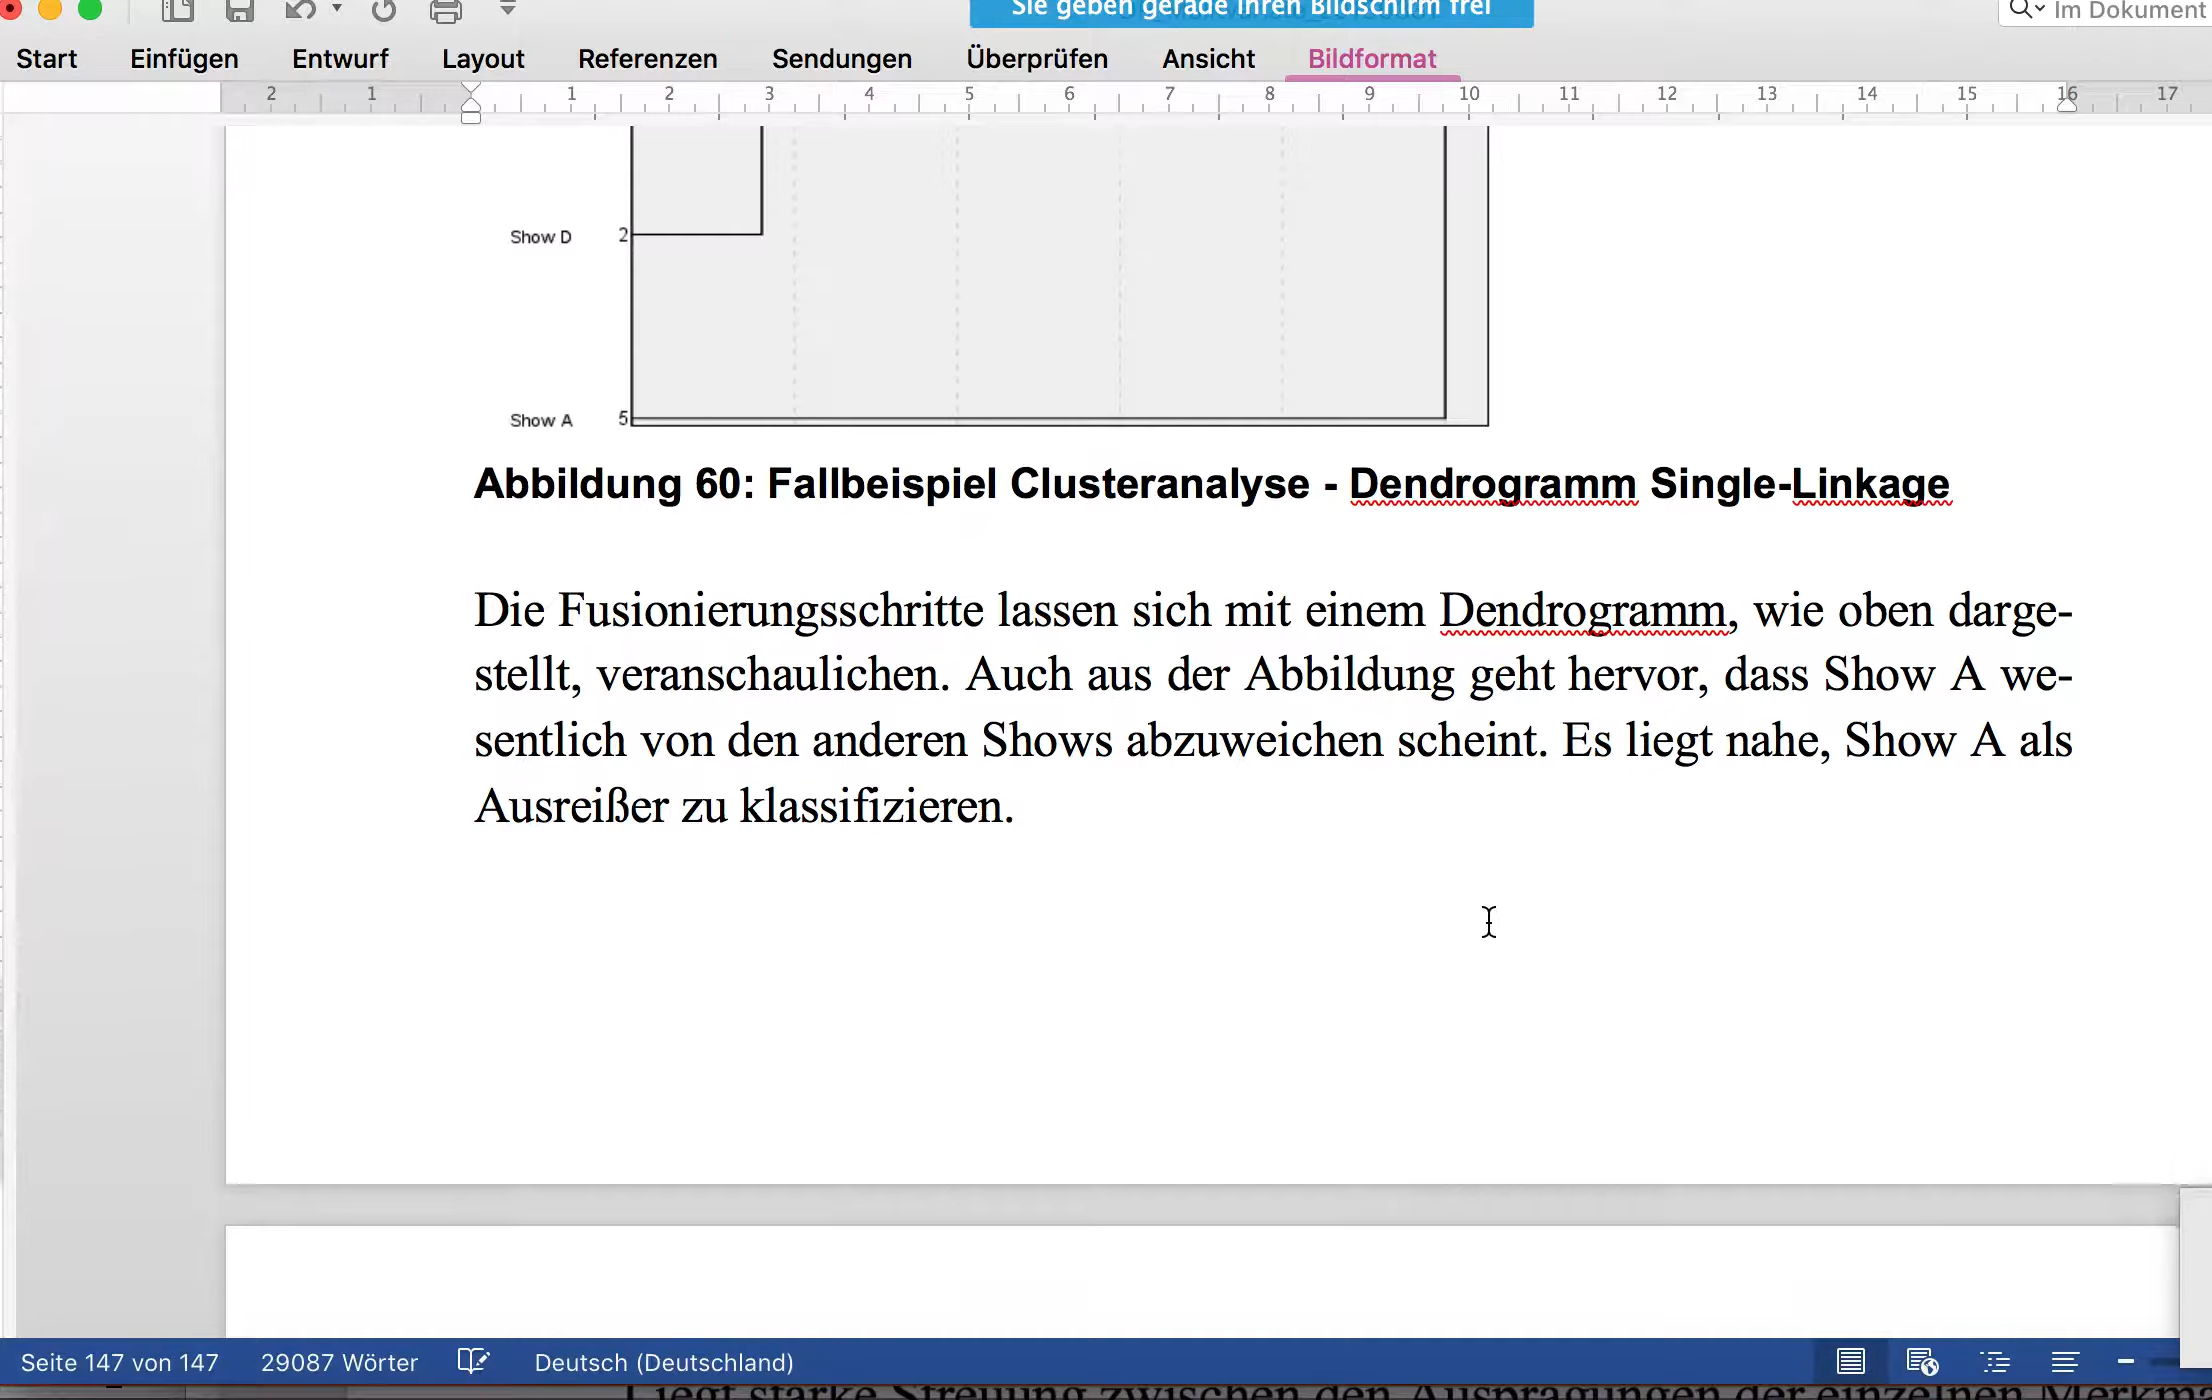 Sie geben gerade Ihren Bildschirm frei
Im Dokument
Start Einfügen Entwurf Layout Referenzen Sendungen Überprüfen Ansicht Bildformat
2 1 1 2 3 4 5 6 7 8 9 10 11 12 13 14 15 16 17
Show D 2
Show A 5
Abbildung 60: Fallbeispiel Clusteranalyse - Dendrogramm Single-Linkage
Die Fusionierungsschritte lassen sich mit einem Dendrogramm, wie oben darge-
stellt, veranschaulichen. Auch aus der Abbildung geht hervor, dass Show A we-
sentlich von den anderen Shows abzuweichen scheint. Es liegt nahe, Show A als
Ausreißer zu klassifizieren.
Seite 147 von 147 29087 Wörter Deutsch (Deutschland)
Liegt starke Streuung zwischen den Ausprägungen der einzelnen